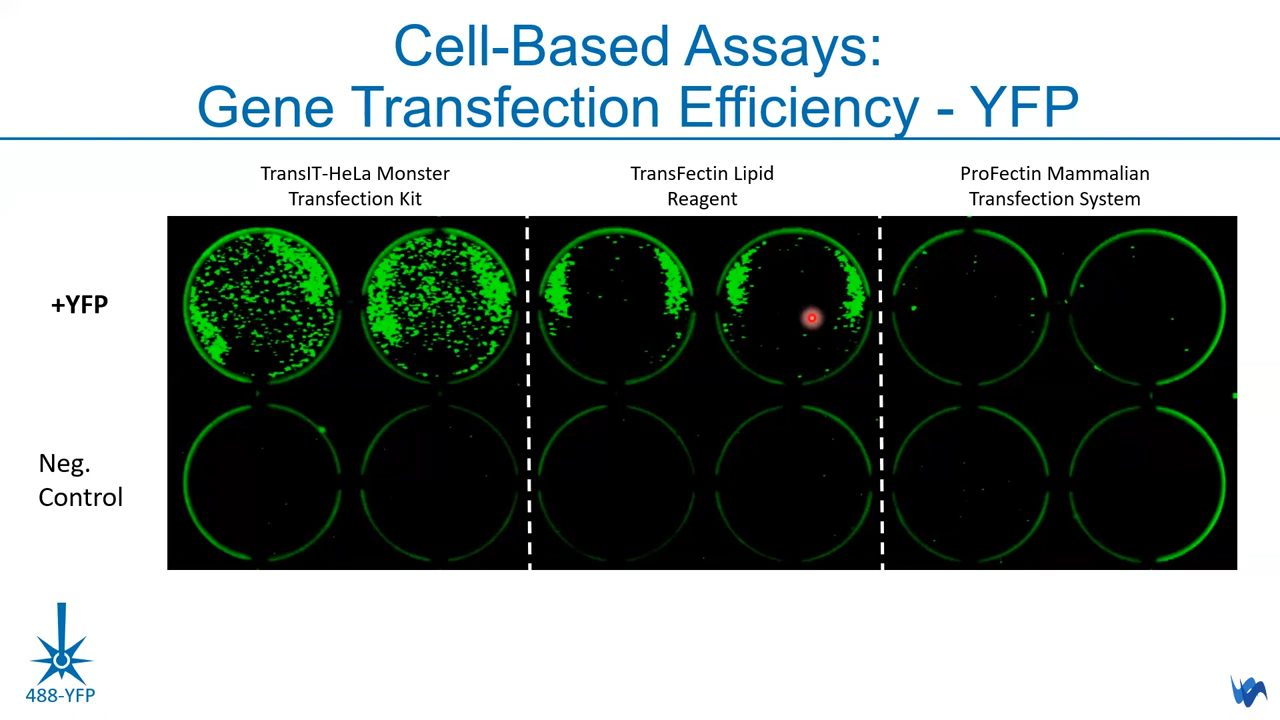 Cell-Based Assays:
Gene Transfection Efficiency - YFP
TransIT-HeLa Monster
Transfection Kit
TransFectin Lipid
Reagent
ProFectin Mammalian
Transfection System
+YFP
Neg.
Control
488-YFP